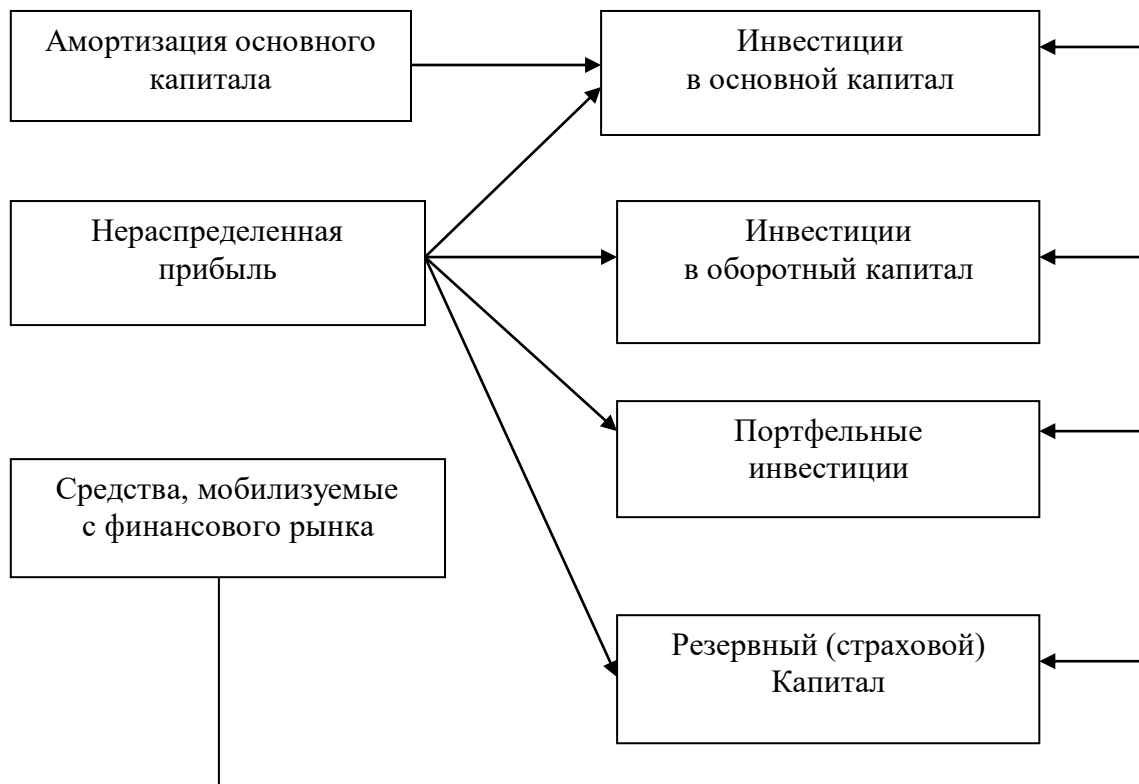 Амортизация основного
капитала
Инвестиции
в основной капитал
Нераспределенная
прибыль
Инвестиции
в оборотный капитал
Портфельные
инвестиции
Средства, мобилизуемые
с финансового рынка
Резервный (страховой)
Капитал